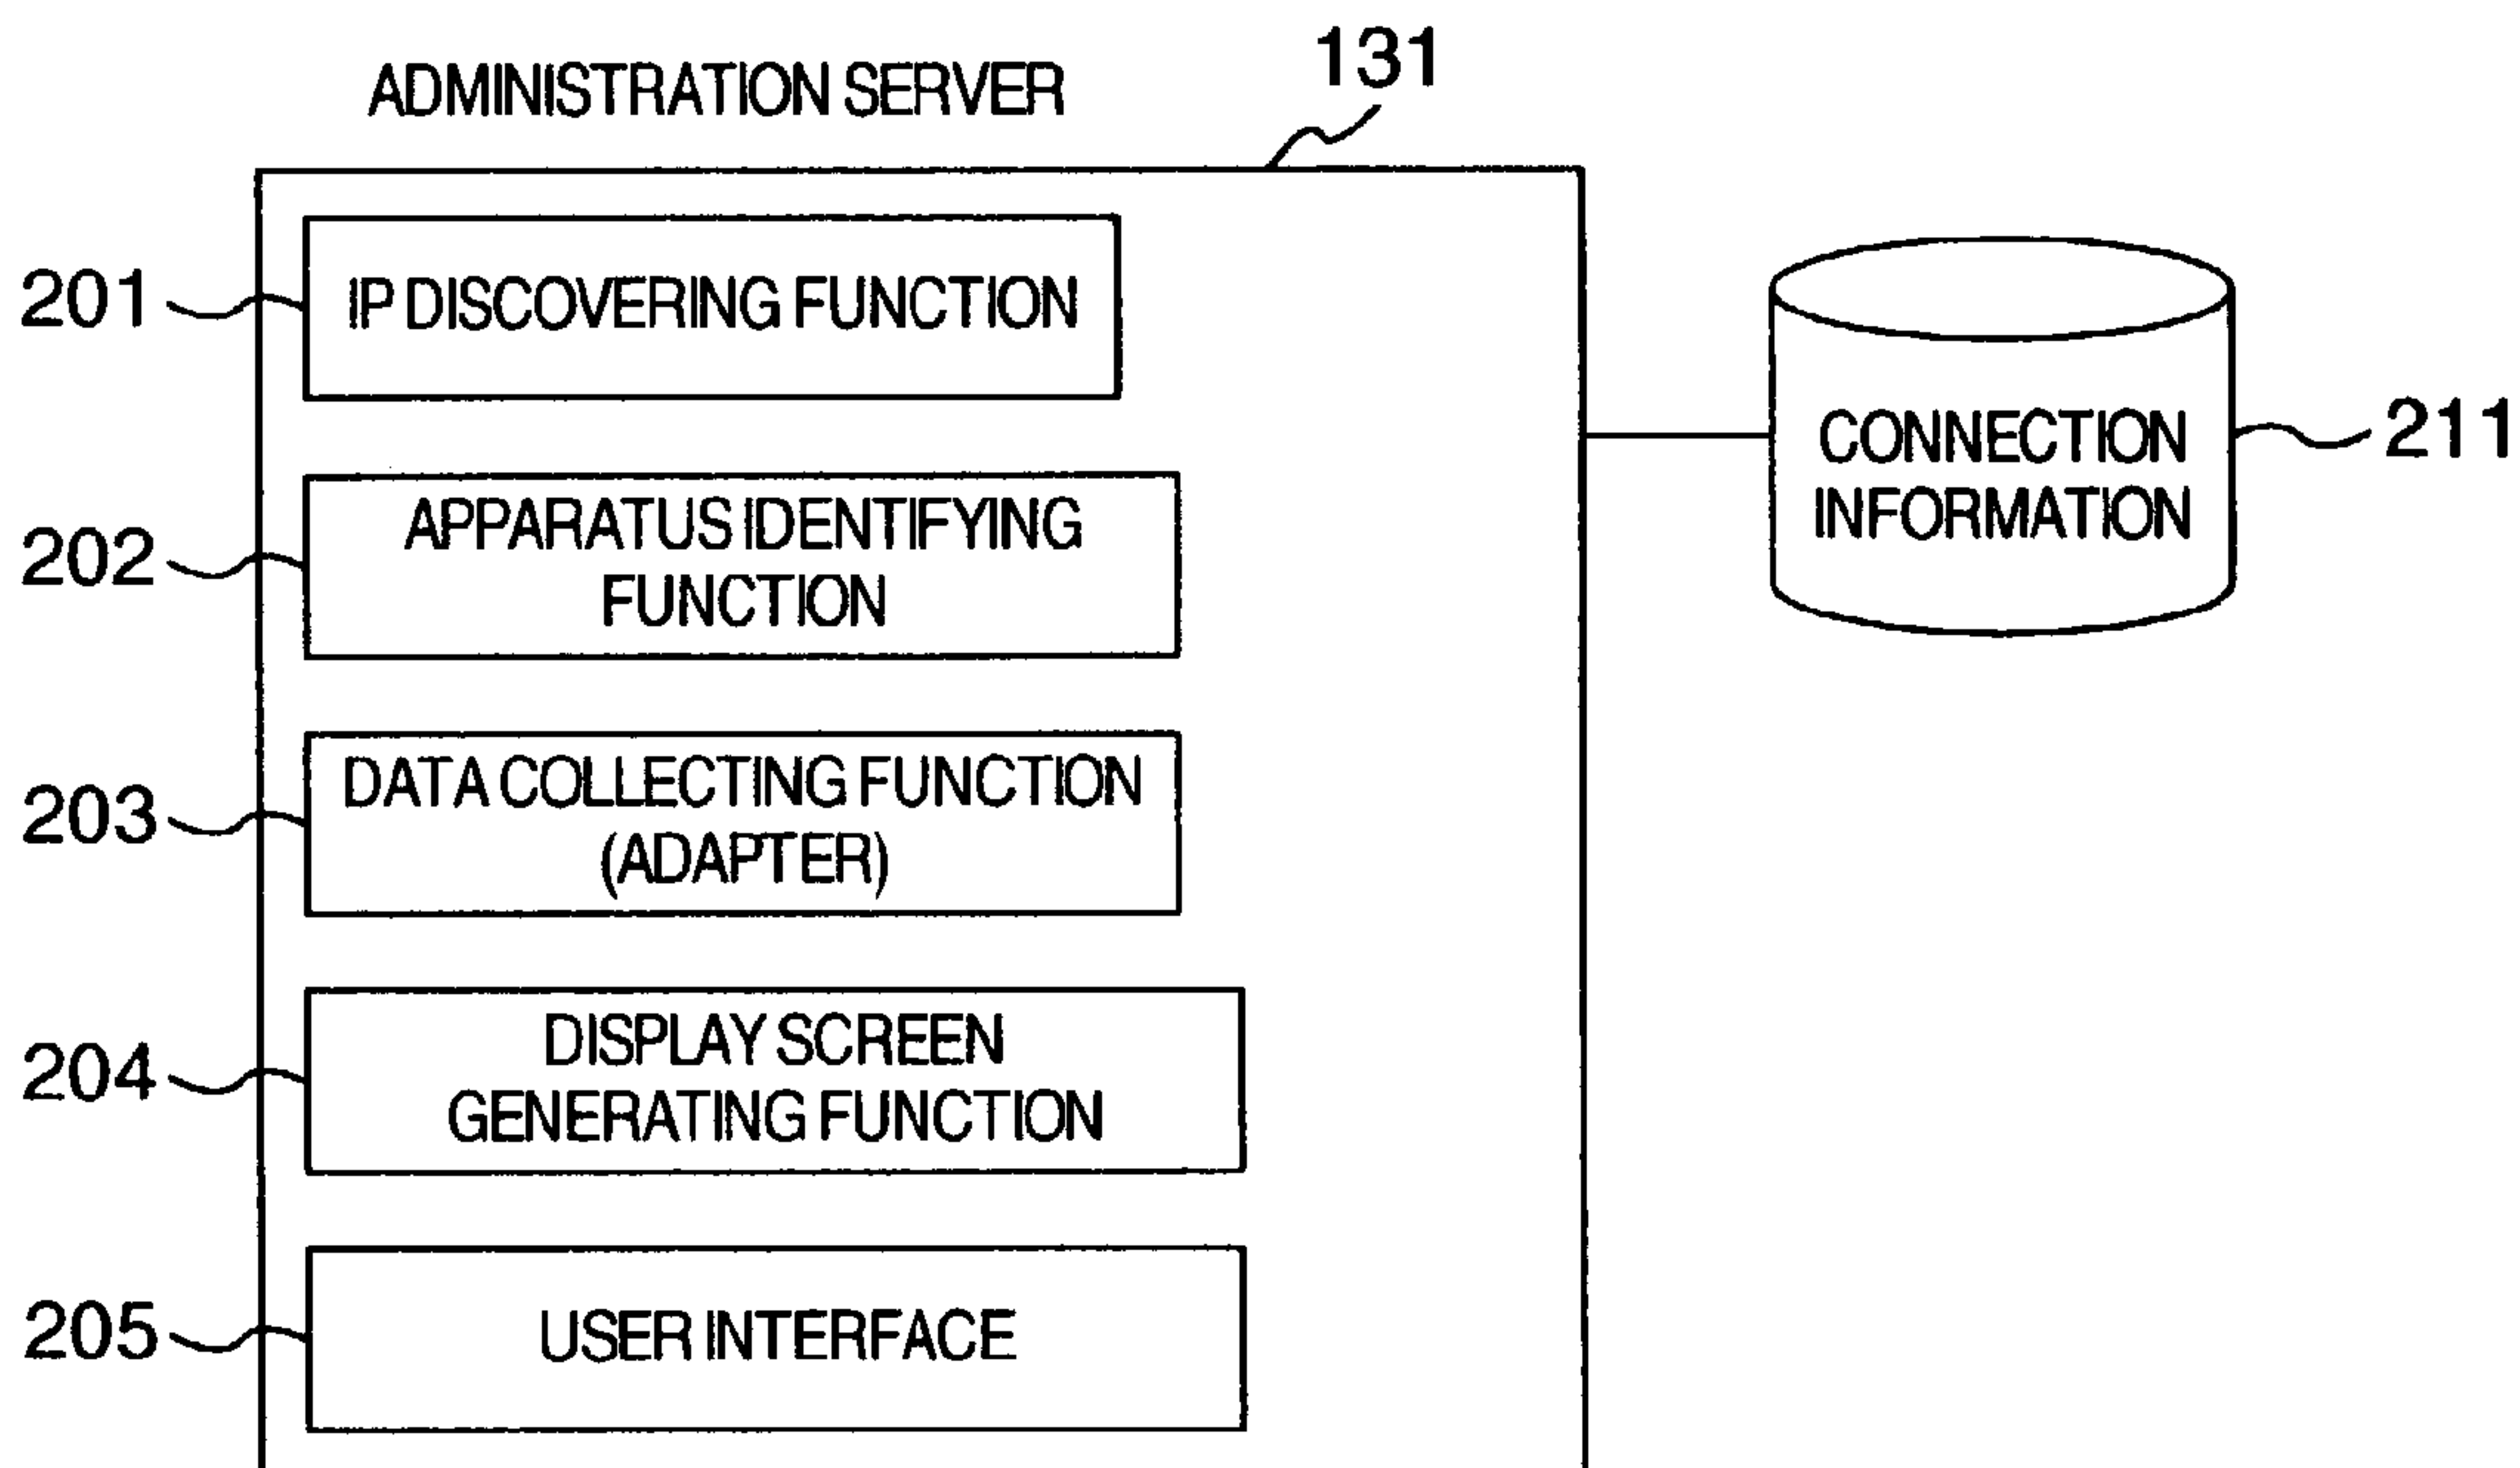 131
ADMINISTRATION SERVER
201
IP DISCOVERING FUNCTION
202
APPARATUS IDENTIFYING
FUNCTION
203
DATA COLLECTING FUNCTION
(ADAPTER)
204
DISPLAY SCREEN
GENERATING FUNCTION
205
USER INTERFACE
CONNECTION
INFORMATION
211